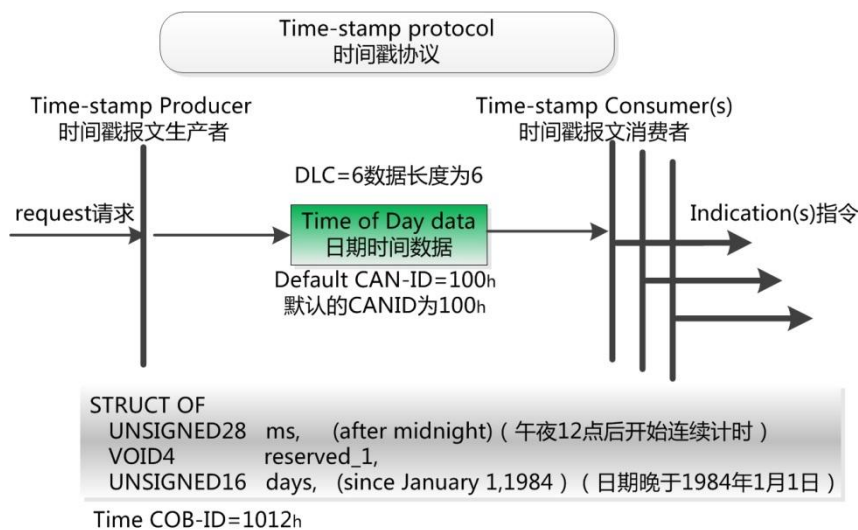 Time-stamp protocol
时间戳协议
Time-stamp Producer
时间戳报文生产者
Time-stamp Consumer(s)
时间戳报文消费者
DLC=6数据长度为6
request请求
Time of Day data
日期时间数据
Indication(s)指令
Default CAN-ID=100h
默认的CANID为100h
STRUCT OF
UNSIGNED28 ms, (after midnight)(午夜12点后开始连续计时)
VOID4 reserved_1,
UNSIGNED16 days, (since January 1,1984)(日期晚于1984年1月1日)
Time COB-ID=1012h